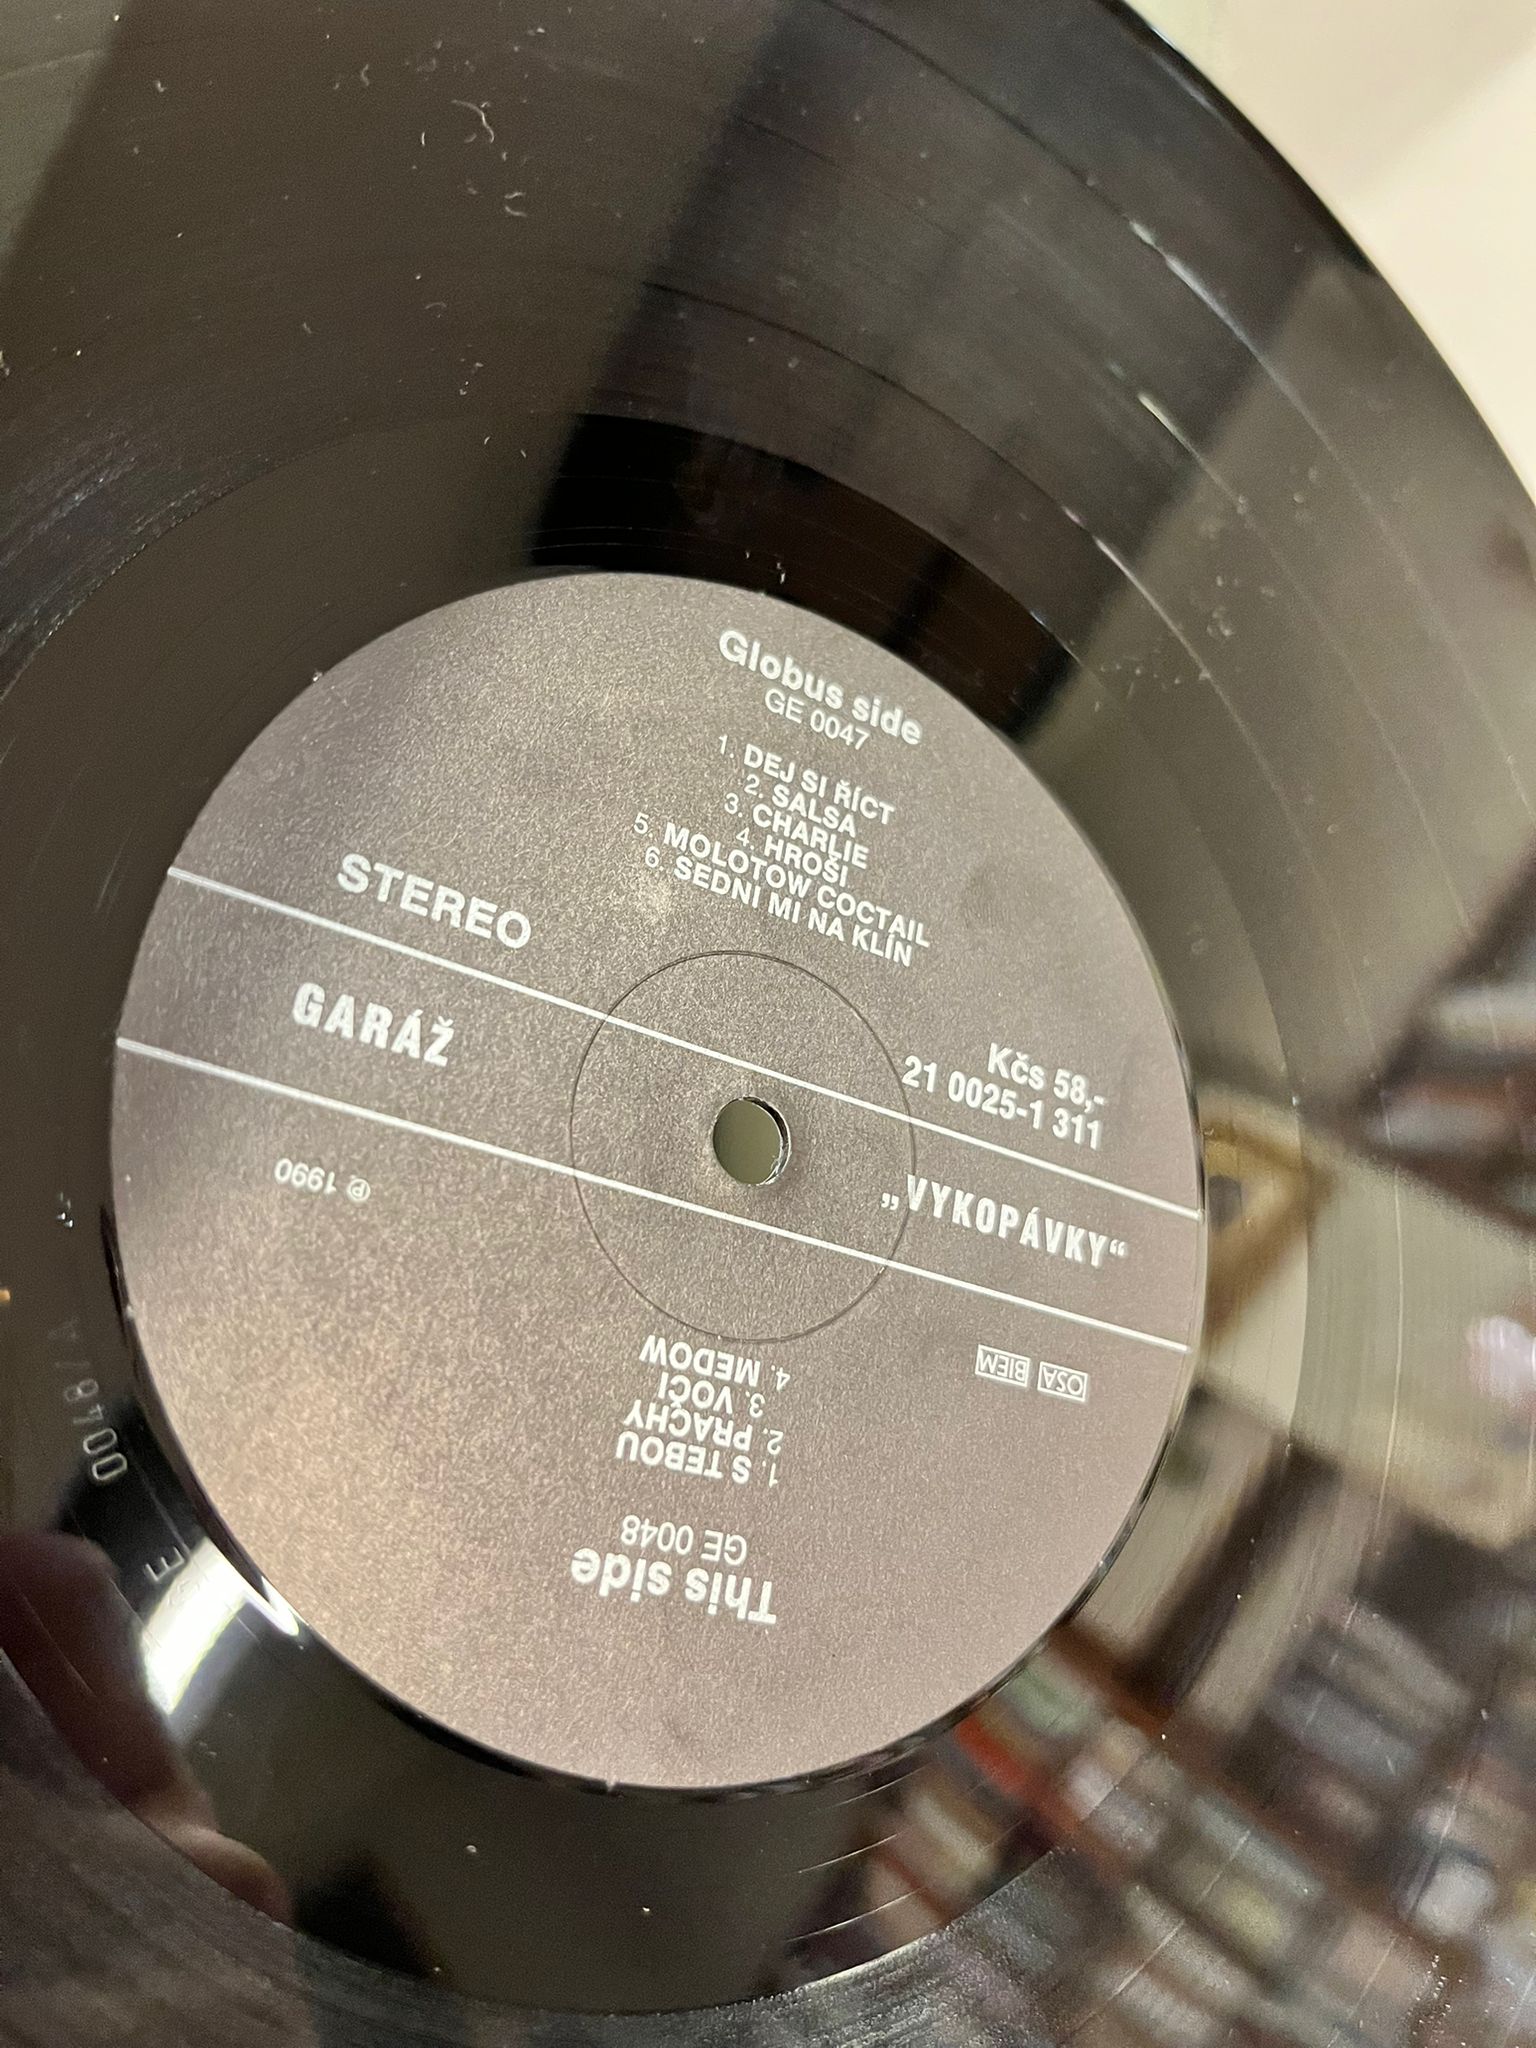 Globus side
GE 0047
1. DEJ SI ŘÍCT
2. SALSA
3. CHARLIE
4. HROŠI
5. MOLOTOW COCTAIL
6. SEDNI MI NA KLÍN
STEREO
Kčs 58,-
21 0025-1 311
GARÁŽ
„VYKOPÁVKY“
℗ 1990
OSA BIEM
This side
GE 0048
1. S TEBOU
2. PRACHY
3. VOČI
4. MEDOW
0048 A
E